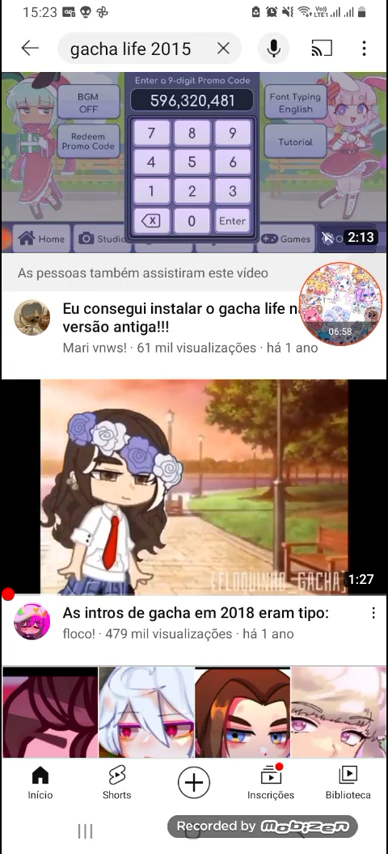 15:23
VoLTE1
gacha life 2015
Enter a 9-digit Promo Code
596,320,481
BGM
OFF
Font Typing
English
Redeem
Promo Code
Tutorial
7 8 9
4 5 6
1 2 3
0 Enter
Home
Studio
Games
2:13
As pessoas também assistiram este vídeo
06:58
Eu consegui instalar o gacha life n
versão antiga!!!
Mari vnws! · 61 mil visualizações · há 1 ano
[FLOQUINHO_GACHA]
1:27
As intros de gacha em 2018 eram tipo:
floco! · 479 mil visualizações · há 1 ano
Início
Shorts
Inscrições
Biblioteca
Recorded by mobizen